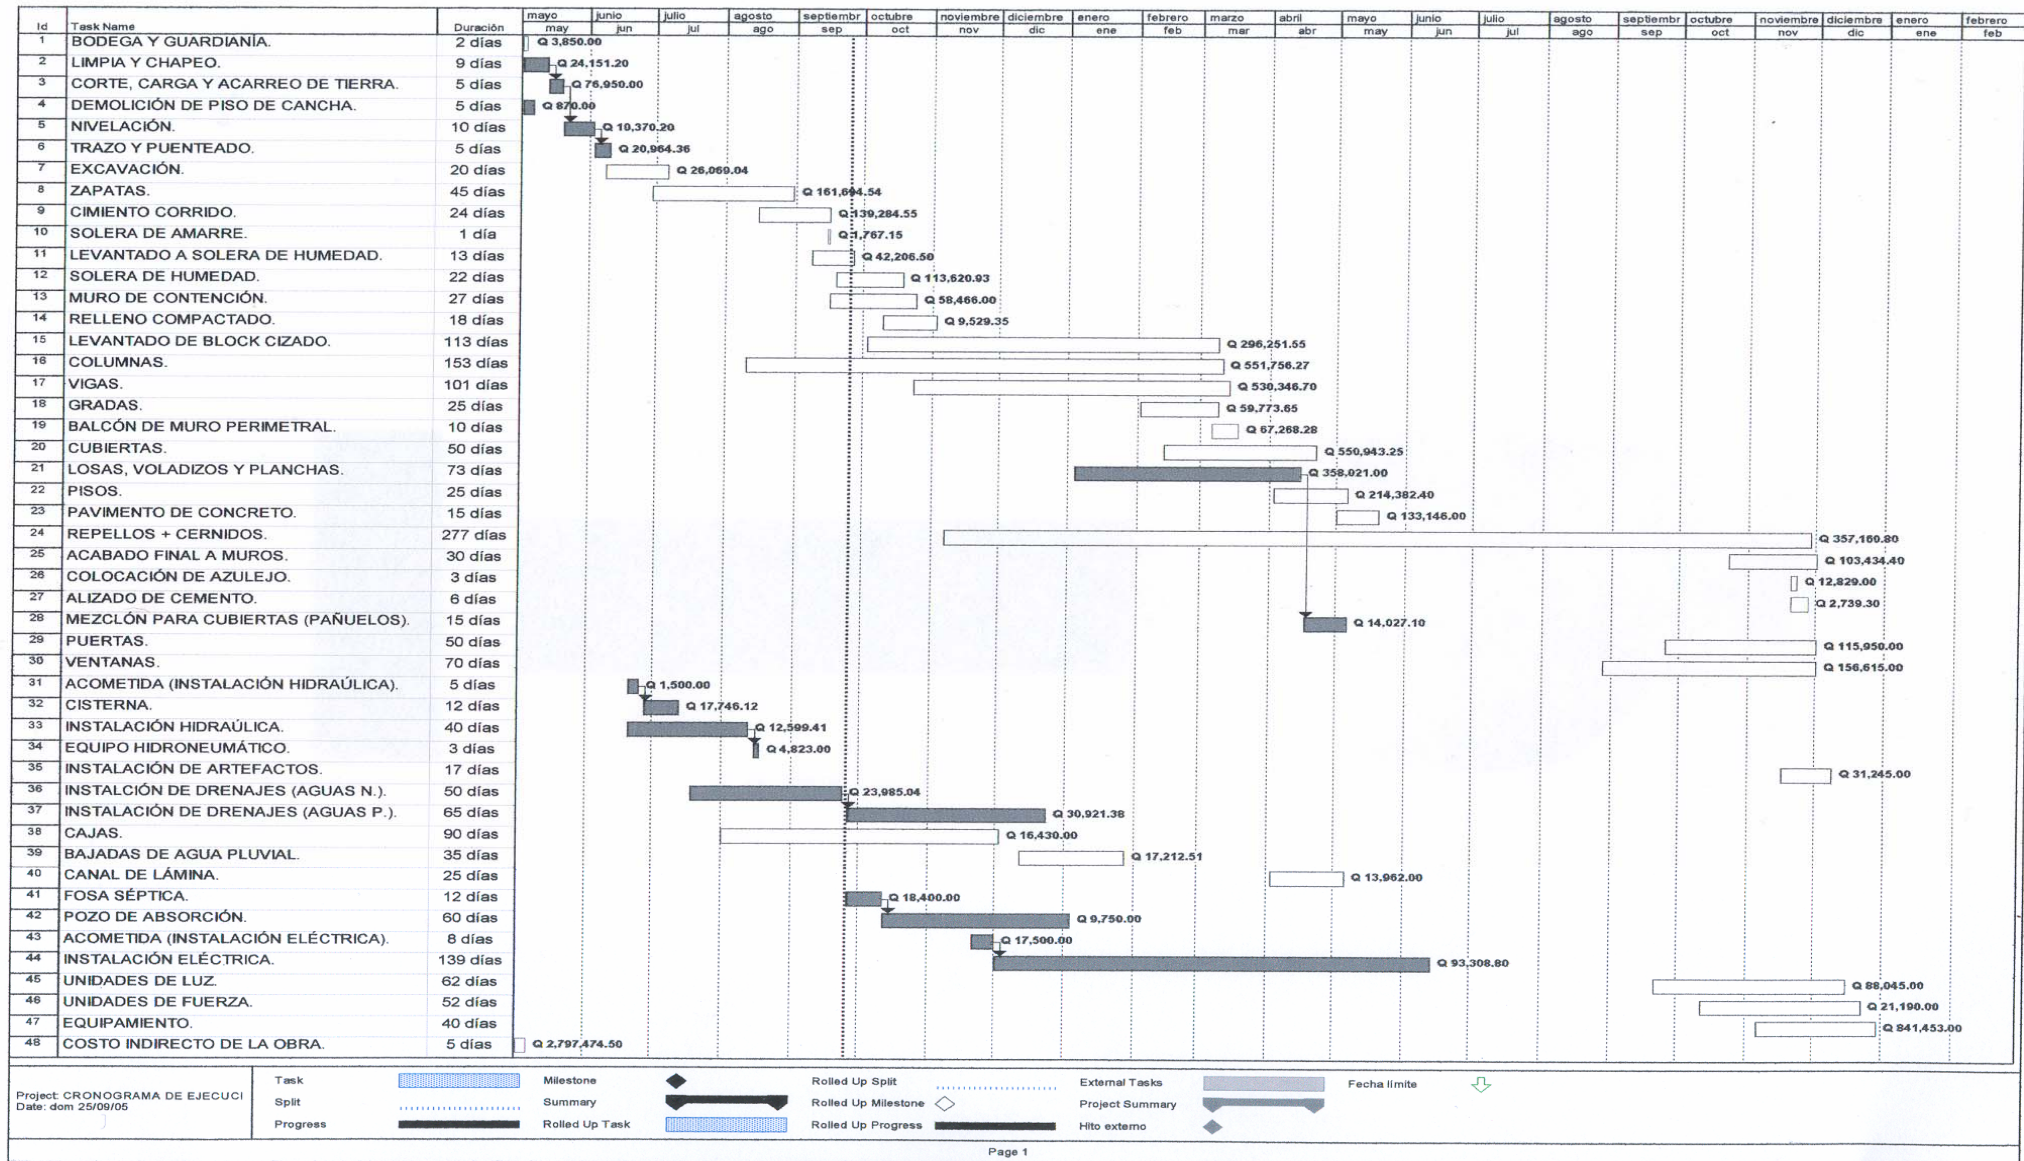 mayo junio julio agosto septiembr octubre noviembre diciembre enero febrero marzo abril mayo junio julio agosto septiembr octubre noviembre diciembre enero febrero
Id Task Name Duración may jun jul ago sep oct nov dic ene feb mar abr may jun jul ago sep oct nov dic ene feb
1 BODEGA Y GUARDIANÍA. 2 días Q 3,850.00
2 LIMPIA Y CHAPEO. 9 días Q 24,151.20
3 CORTE, CARGA Y ACARREO DE TIERRA. 5 días Q 76,950.00
4 DEMOLICIÓN DE PISO DE CANCHA. 5 días Q 870.00
5 NIVELACIÓN. 10 días Q 10,370.20
6 TRAZO Y PUENTEADO. 5 días Q 20,964.36
7 EXCAVACIÓN. 20 días Q 26,069.04
8 ZAPATAS. 45 días Q 161,694.54
9 CIMIENTO CORRIDO. 24 días Q 139,284.55
10 SOLERA DE AMARRE. 1 día Q 1,767.15
11 LEVANTADO A SOLERA DE HUMEDAD. 13 días Q 42,206.50
12 SOLERA DE HUMEDAD. 22 días Q 113,620.93
13 MURO DE CONTENCIÓN. 27 días Q 58,466.00
14 RELLENO COMPACTADO. 18 días Q 9,529.35
15 LEVANTADO DE BLOCK CIZADO. 113 días Q 296,251.55
16 COLUMNAS. 153 días Q 551,756.27
17 VIGAS. 101 días Q 530,346.70
18 GRADAS. 25 días Q 59,773.65
19 BALCÓN DE MURO PERIMETRAL. 10 días Q 67,268.28
20 CUBIERTAS. 50 días Q 550,943.25
21 LOSAS, VOLADIZOS Y PLANCHAS. 73 días Q 358,021.00
22 PISOS. 25 días Q 214,382.40
23 PAVIMENTO DE CONCRETO. 15 días Q 133,146.00
24 REPELLOS + CERNIDOS. 277 días Q 357,160.80
25 ACABADO FINAL A MUROS. 30 días Q 103,434.40
26 COLOCACIÓN DE AZULEJO. 3 días Q 12,829.00
27 ALIZADO DE CEMENTO. 6 días Q 2,739.30
28 MEZCLÓN PARA CUBIERTAS (PAÑUELOS). 15 días Q 14,027.10
29 PUERTAS. 50 días Q 115,950.00
30 VENTANAS. 70 días Q 156,615.00
31 ACOMETIDA (INSTALACIÓN HIDRAÚLICA). 5 días Q 1,500.00
32 CISTERNA. 12 días Q 17,746.12
33 INSTALACIÓN HIDRAÚLICA. 40 días Q 12,599.41
34 EQUIPO HIDRONEUMÁTICO. 3 días Q 4,823.00
35 INSTALACIÓN DE ARTEFACTOS. 17 días Q 31,245.00
36 INSTALCIÓN DE DRENAJES (AGUAS N.). 50 días Q 23,985.04
37 INSTALACIÓN DE DRENAJES (AGUAS P.). 65 días Q 30,921.38
38 CAJAS. 90 días Q 16,430.00
39 BAJADAS DE AGUA PLUVIAL. 35 días Q 17,212.51
40 CANAL DE LÁMINA. 25 días Q 13,962.00
41 FOSA SÉPTICA. 12 días Q 18,400.00
42 POZO DE ABSORCIÓN. 60 días Q 9,750.00
43 ACOMETIDA (INSTALACIÓN ELÉCTRICA). 8 días Q 17,500.00
44 INSTALACIÓN ELÉCTRICA. 139 días Q 93,308.80
45 UNIDADES DE LUZ. 62 días Q 88,045.00
46 UNIDADES DE FUERZA. 52 días Q 21,190.00
47 EQUIPAMIENTO. 40 días Q 841,453.00
48 COSTO INDIRECTO DE LA OBRA. 5 días Q 2,797,474.50
Project: CRONOGRAMA DE EJECUCI
Date: dom 25/09/05
Task Milestone Rolled Up Split External Tasks Fecha límite
Split Summary Rolled Up Milestone Project Summary
Progress Rolled Up Task Rolled Up Progress Hito externo
Page 1